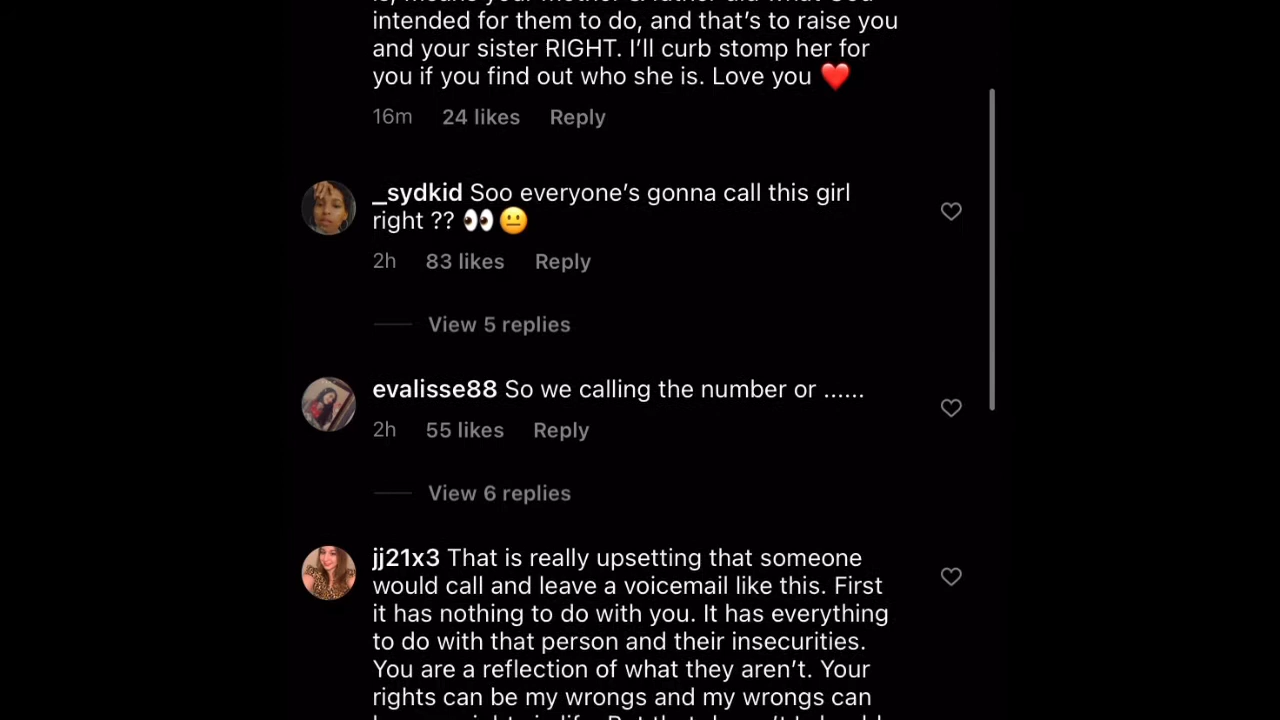 intended for them to do, and that's to raise you
and your sister RIGHT. I'll curb stomp her for
you if you find out who she is. Love you ❤️
16m 24 likes Reply
_sydkid Soo everyone's gonna call this girl
right ?? 👀😐
2h 83 likes Reply
View 5 replies
evalisse88 So we calling the number or ......
2h 55 likes Reply
View 6 replies
jj21x3 That is really upsetting that someone
would call and leave a voicemail like this. First
it has nothing to do with you. It has everything
to do with that person and their insecurities.
You are a reflection of what they aren't. Your
rights can be my wrongs and my wrongs can